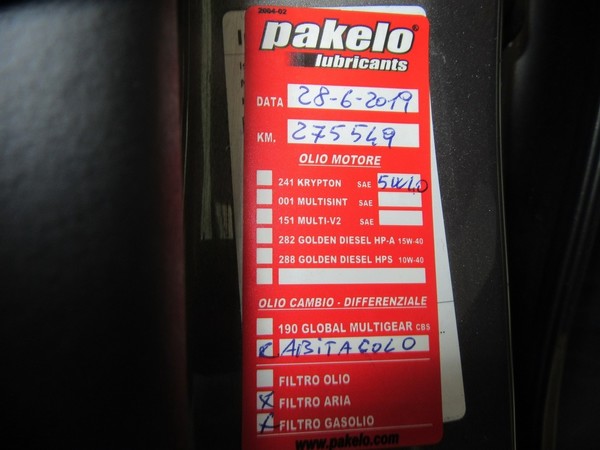 2004-02
pakelo®
lubricants
DATA 28-6-2019
KM. 275549
OLIO MOTORE
241 KRYPTON SAE 5W40
001 MULTISINT SAE
151 MULTI-V2 SAE
282 GOLDEN DIESEL HP-A 15W-40
288 GOLDEN DIESEL HPS 10W-40
OLIO CAMBIO - DIFFERENZIALE
190 GLOBAL MULTIGEAR CBS
ABITACOLO
FILTRO OLIO
X FILTRO ARIA
X FILTRO GASOLIO
www.pakelo.com